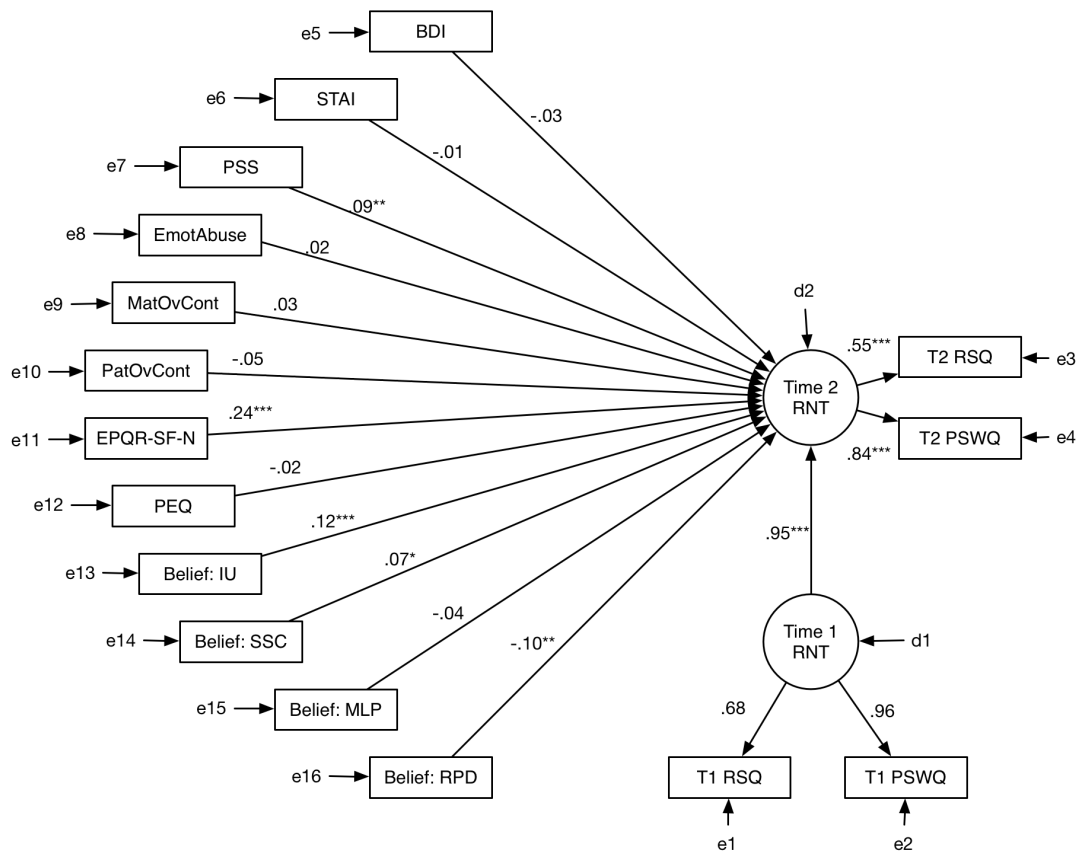 e5
BDI
e6
STAI
-.03
-.01
e7
PSS
.09**
e8
EmotAbuse
.02
e9
MatOvCont
.03
d2
e10
PatOvCont
-.05
Time 2
RNT
.55***
T2 RSQ
e3
e11
EPQR-SF-N
.24***
.84***
T2 PSWQ
e4
e12
PEQ
-.02
e13
Belief: IU
.12***
.95***
e14
Belief: SSC
.07*
Time 1
RNT
d1
e15
Belief: MLP
-.04
e16
Belief: RPD
-.10**
.68
.96
T1 RSQ
T1 PSWQ
e1
e2